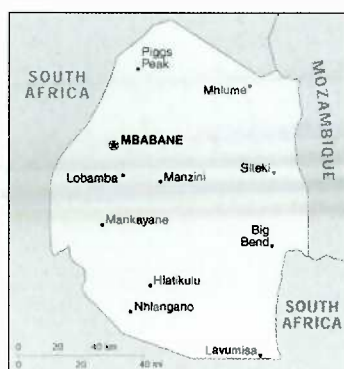 Piggs
Peak
SOUTH
AFRICA
Mhlume
MOZAMBIQUE
MBABANE
Siteki
Lobamba
Manzini
Mankayane
Big
Bend
Hlatikulu
Nhlangano
SOUTH
AFRICA
Lavumisa
0 20 40 km
0 20 40 mi